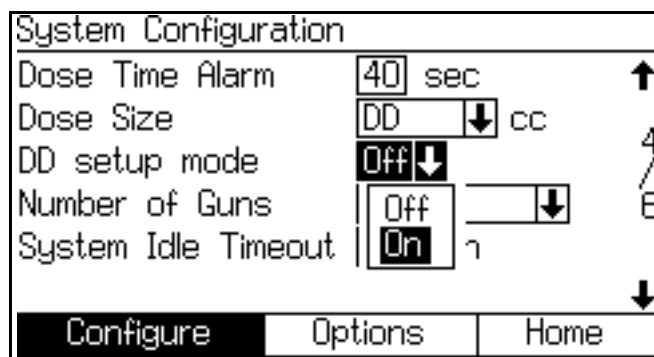 System Configuration
Dose Time Alarm 40 sec
Dose Size DD cc
DD setup mode Off
Number of Guns Off
System Idle Timeout On
Configure Options Home